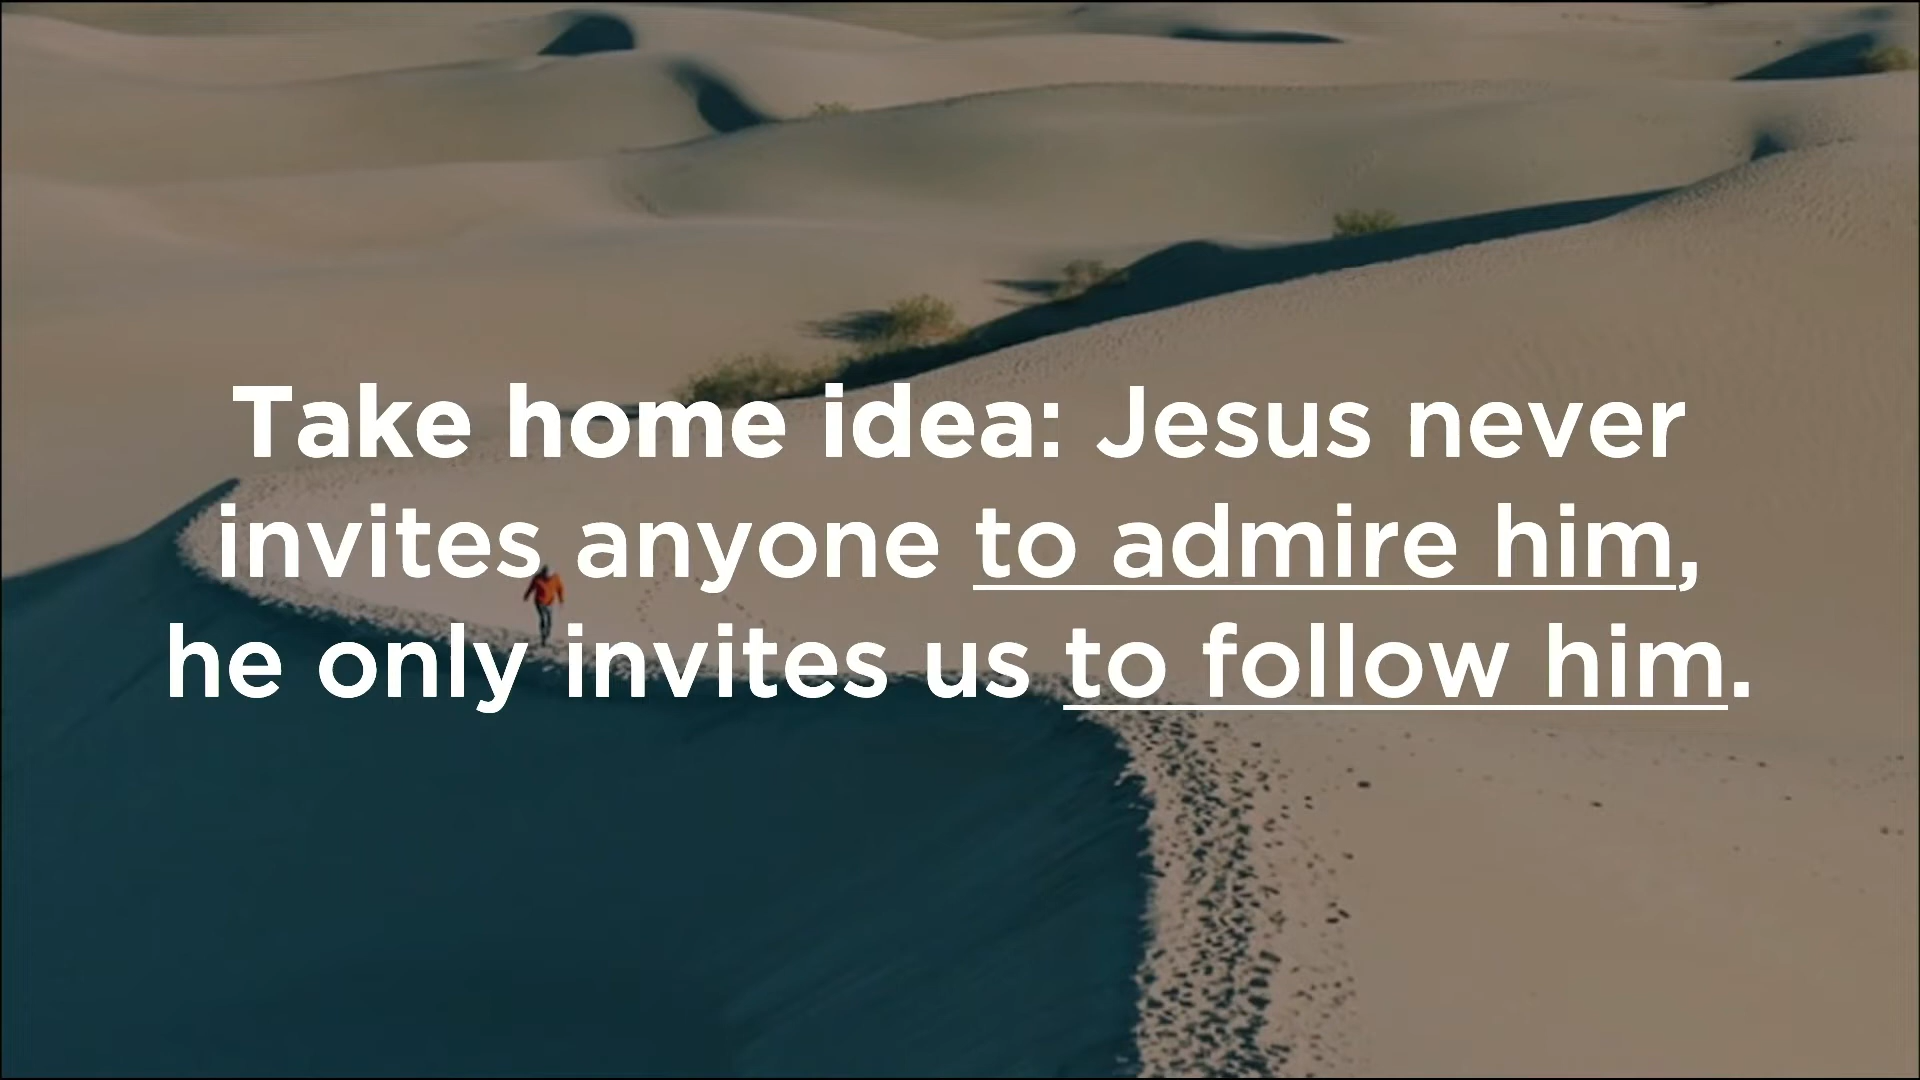 Take home idea: Jesus never
invites anyone to admire him,
he only invites us to follow him.